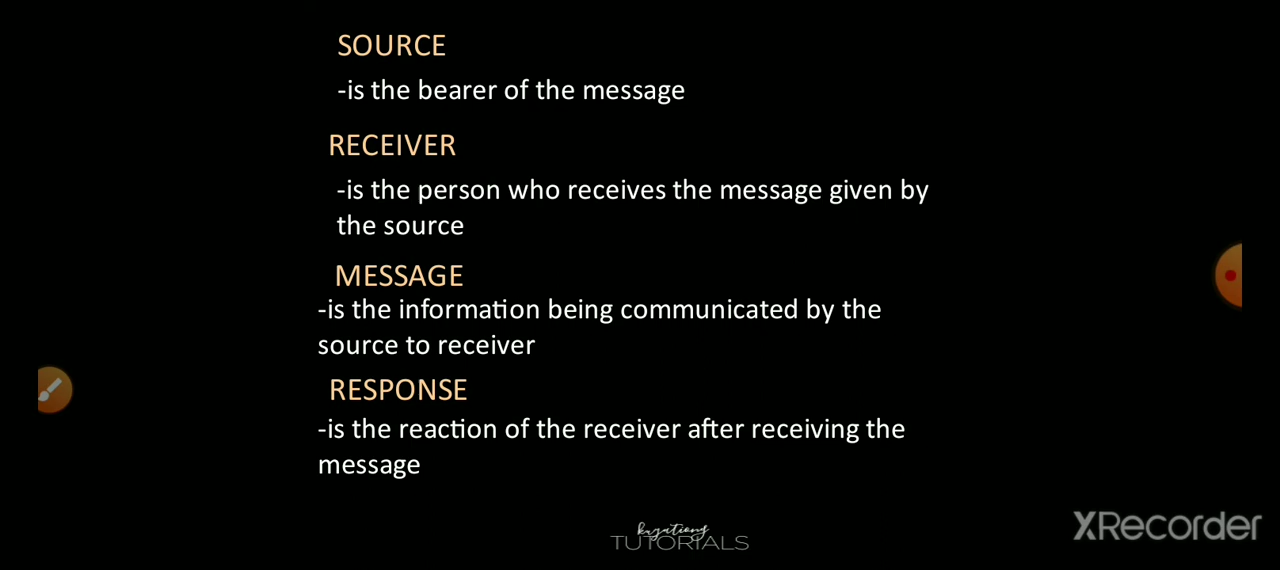 SOURCE
-is the bearer of the message
RECEIVER
-is the person who receives the message given by
the source
MESSAGE
-is the information being communicated by the
source to receiver
RESPONSE
-is the reaction of the receiver after receiving the
message
TUTORIALS
XRecorder